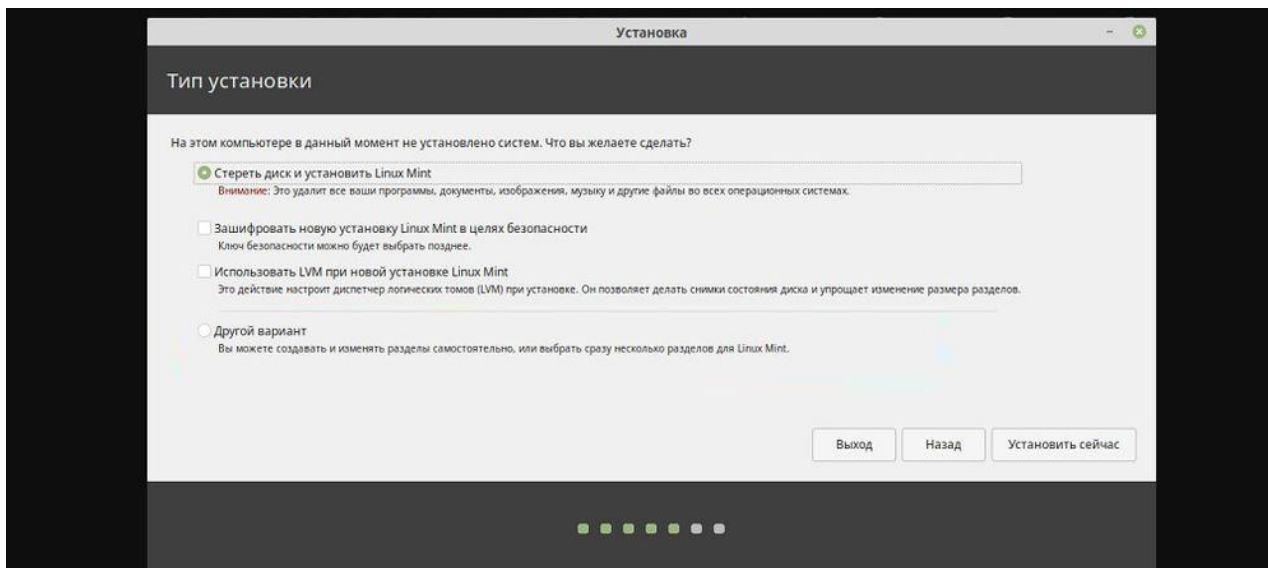 Установка
Тип установки
На этом компьютере в данный момент не установлено систем. Что вы желаете сделать?
Стереть диск и установить Linux Mint
Внимание: Это удалит все ваши программы, документы, изображения, музыку и другие файлы во всех операционных системах.
Зашифровать новую установку Linux Mint в целях безопасности
Ключ безопасности можно будет выбрать позднее.
Использовать LVM при новой установке Linux Mint
Это действие настроит диспетчер логических томов (LVM) при установке. Он позволяет делать снимки состояния диска и упрощает изменение размера разделов.
Другой вариант
Вы можете создавать и изменять разделы самостоятельно, или выбрать сразу несколько разделов для Linux Mint.
Выход Назад Установить сейчас